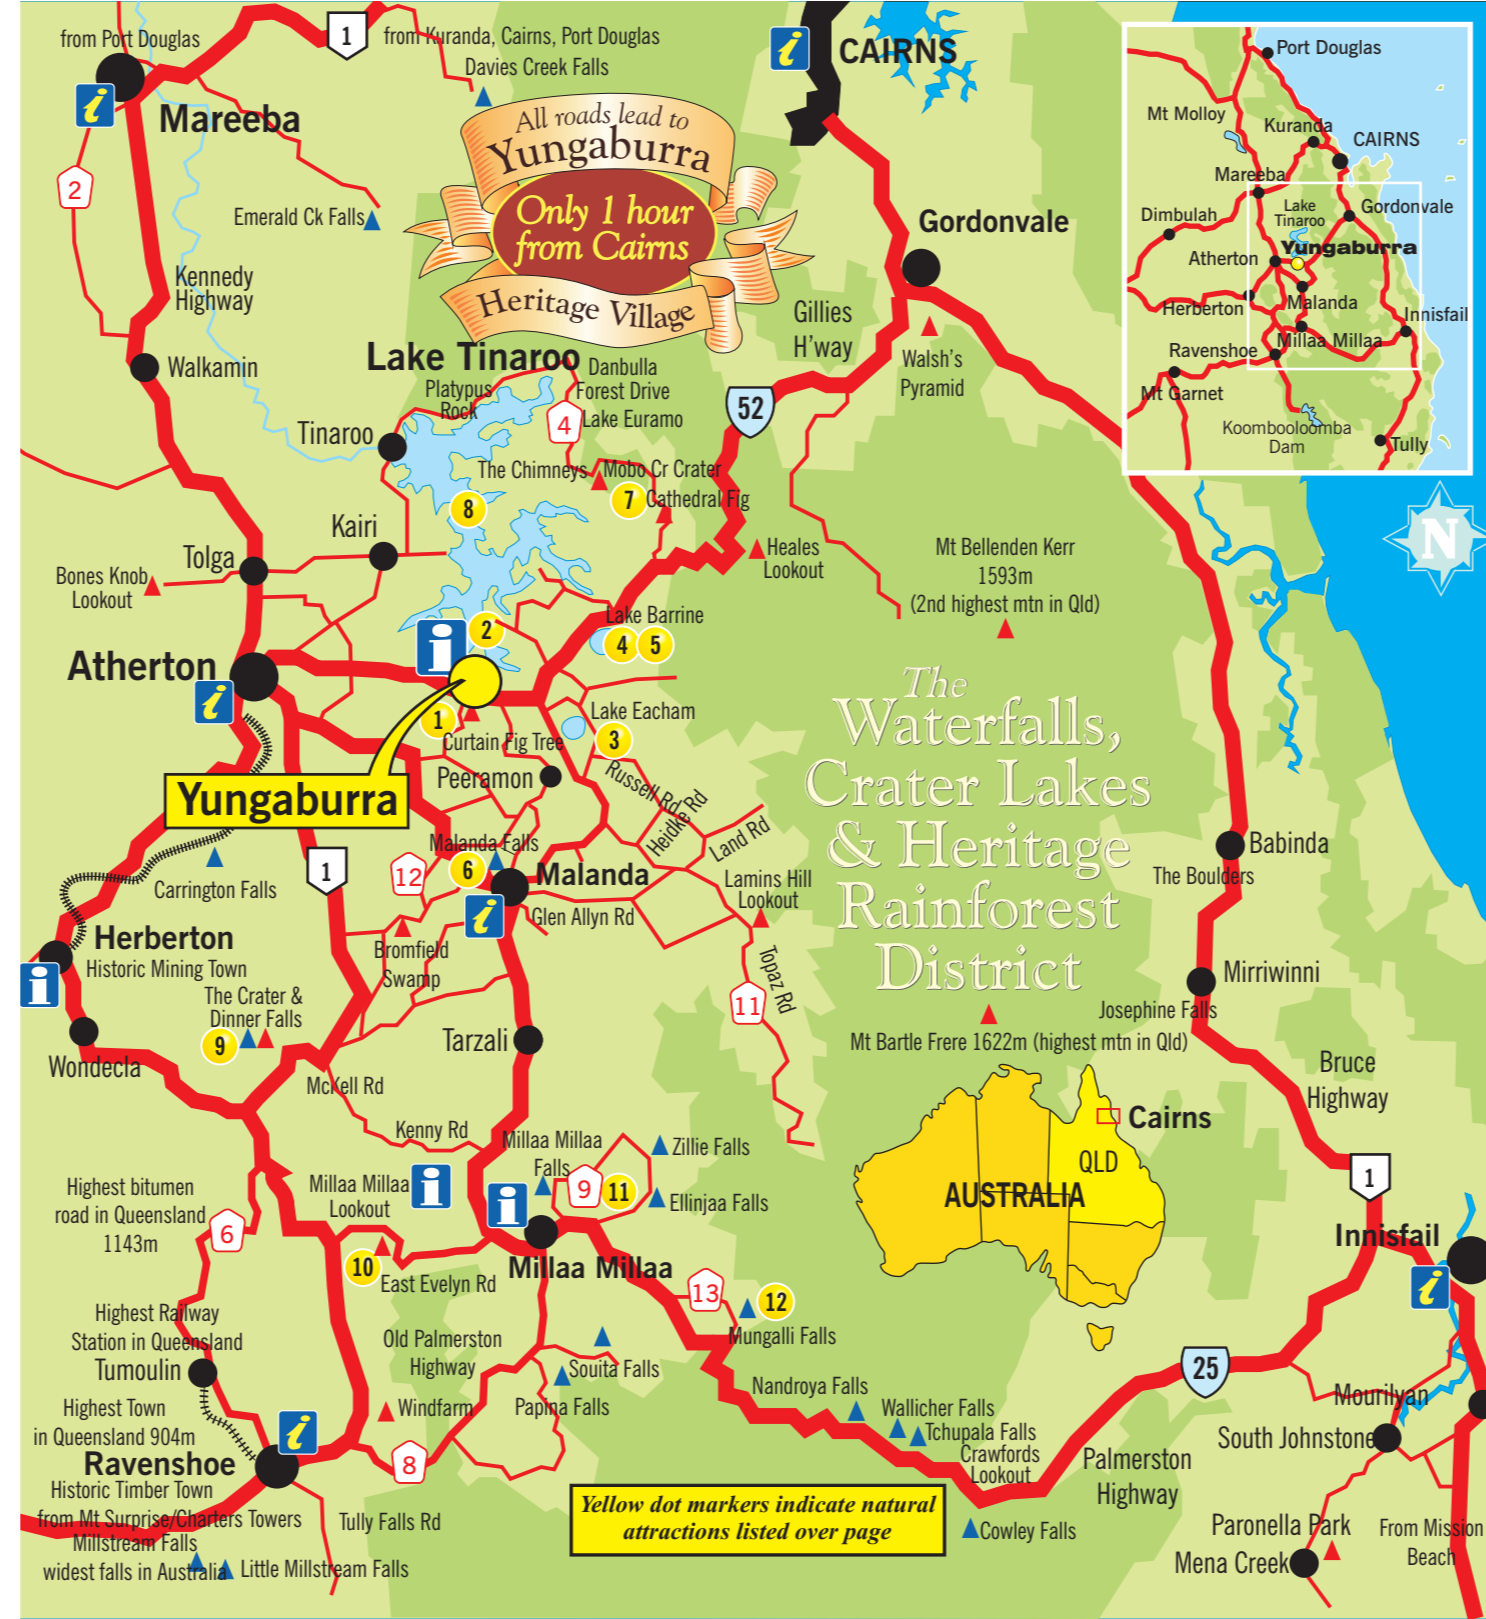 from Port Douglas
1
from Kuranda, Cairns, Port Douglas
Davies Creek Falls
i
Mareeba
2
Emerald Ck Falls
Kennedy
Highway
Walkamin
All roads lead to
Yungaburra
Only 1 hour
from Cairns
Heritage Village
i
CAIRNS
Gordonvale
Gillies
H'way
Walsh's
Pyramid
52
Port Douglas
Mt Molloy
Kuranda
CAIRNS
Mareeba
Lake
Tinaroo
Gordonvale
Dimbulah
Yungaburra
Atherton
Malanda
Herberton
Innisfail
Millaa Millaa
Ravenshoe
Mt Garnet
Koombooloomba
Dam
Tully
N
Lake Tinaroo
Danbulla
Forest Drive
Platypus
Rock
4
Lake Euramo
Tinaroo
The Chimneys
Mobo Cr Crater
7
Cathedral Fig
8
Kairi
Tolga
Bones Knob
Lookout
Heales
Lookout
Mt Bellenden Kerr
1593m
(2nd highest mtn in Qld)
Lake Barrine
4
5
i
2
Atherton
i
1
Curtain Fig Tree
Lake Eacham
3
Peeramon
Russell Rd
Heidke Rd
Land Rd
Yungaburra
The
Waterfalls,
Crater Lakes
& Heritage
Rainforest
District
Babinda
The Boulders
Carrington Falls
1
12
Malanda Falls
6
Malanda
i
Glen Allyn Rd
Lamins Hill
Lookout
Topaz Rd
11
Herberton
Historic Mining Town
i
Bromfield
Swamp
The Crater &
Dinner Falls
9
Wondecla
Tarzali
McKell Rd
Kenny Rd
Mirriwinni
Josephine Falls
Mt Bartle Frere 1622m (highest mtn in Qld)
Bruce
Highway
Cairns
QLD
AUSTRALIA
1
Innisfail
i
Millaa Millaa
Falls
Zillie Falls
9
11
Ellinjaa Falls
Millaa Millaa
Lookout
i
i
Highest bitumen
road in Queensland
1143m
6
10
East Evelyn Rd
Millaa Millaa
13
12
Mungalli Falls
Highest Railway
Station in Queensland
Tumoulin
Old Palmerston
Highway
Souita Falls
Papina Falls
Windfarm
Highest Town
in Queensland 904m
i
Ravenshoe
8
Historic Timber Town
from Mt Surprise/Charters Towers
Millstream Falls
widest falls in Australia
Little Millstream Falls
Tully Falls Rd
Nandroya Falls
Wallicher Falls
Tchupala Falls
Crawfords
Lookout
Cowley Falls
25
Palmerston
Highway
Mourilyan
South Johnstone
Paronella Park
Mena Creek
From Mission
Beach
Yellow dot markers indicate natural
attractions listed over page